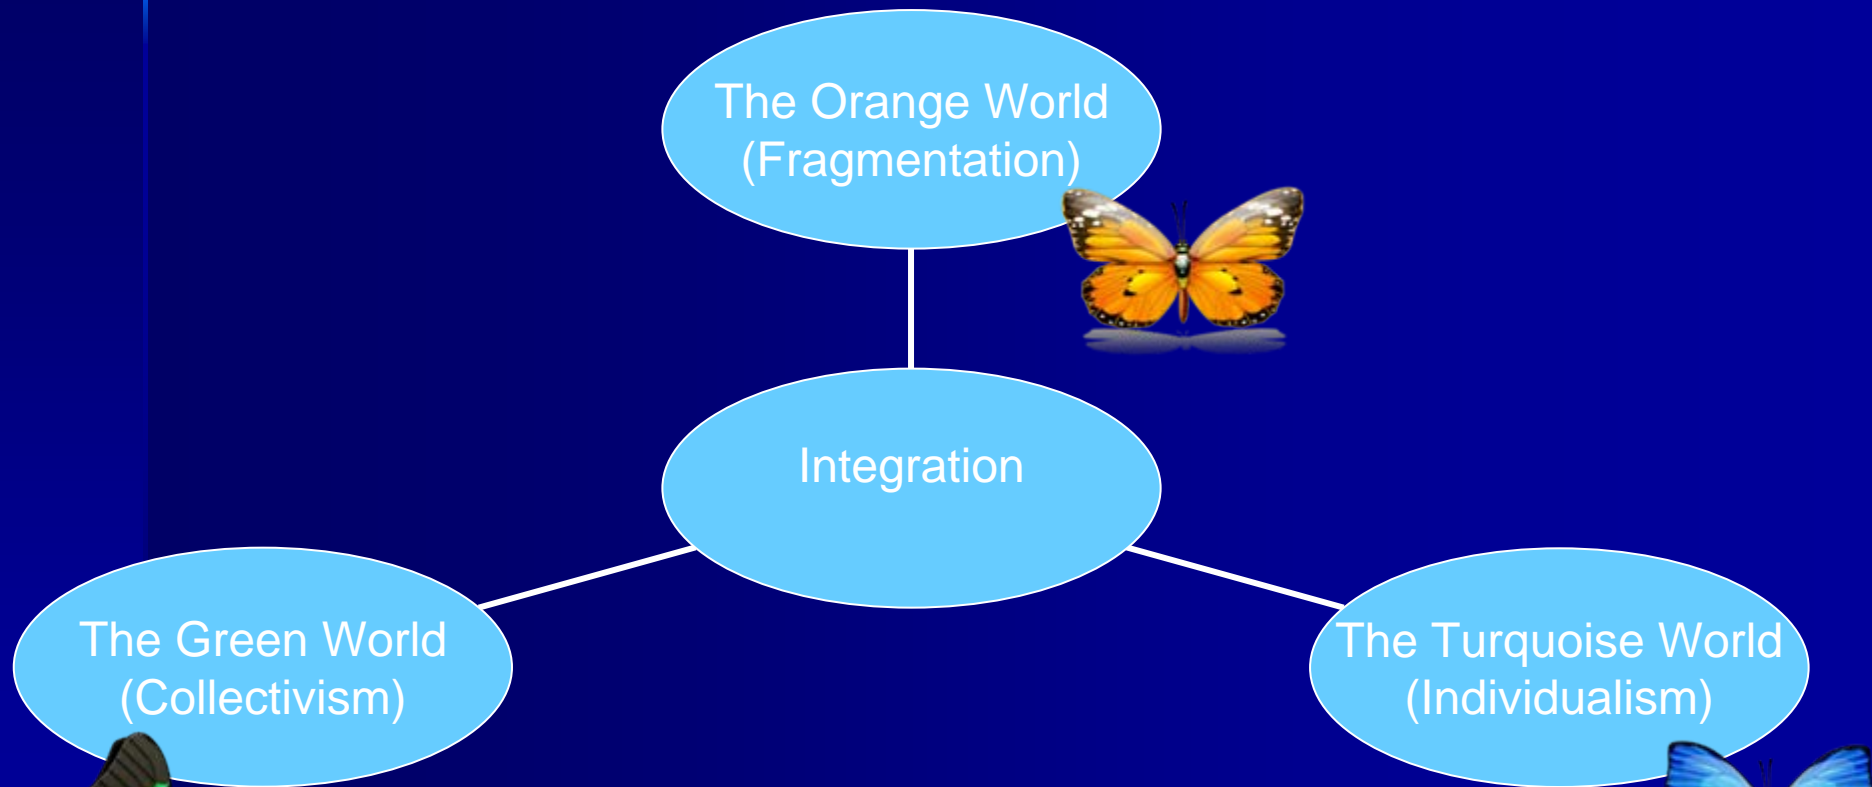 The Orange World
(Fragmentation)
Integration
The Green World
(Collectivism)
The Turquoise World
(Individualism)